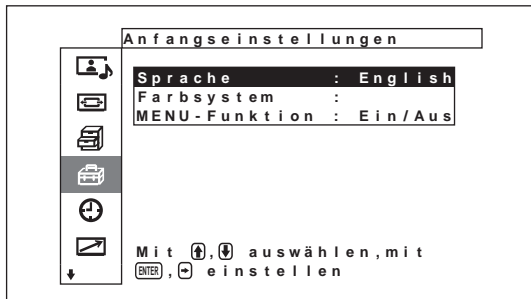 Anfangseinstellungen
Sprache : English
Farbsystem :
MENU-Funktion : Ein/Aus
Mit ↑,↓ auswählen,mit
ENTER,→ einstellen